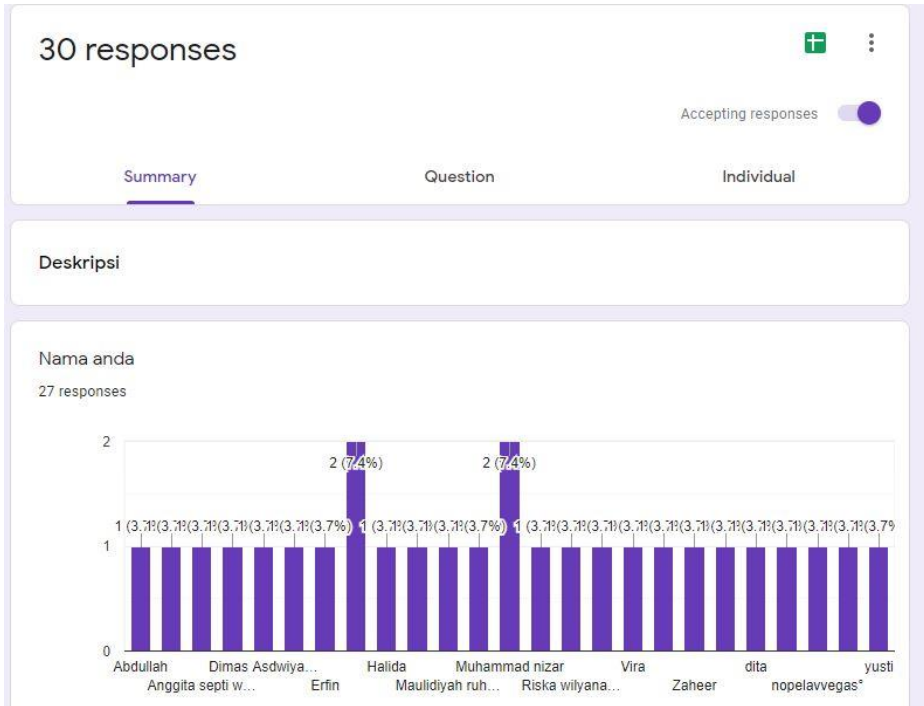 30 responses
Accepting responses
Summary Question Individual
Deskripsi
Nama anda
27 responses
2
2 (7.4%) 2 (7.4%)
1 (3.7%)
1
0
Abdullah Dimas Asdwiya... Halida Muhammad nizar Vira dita yusti
Anggita septi w... Erfin Maulidiyah ruh... Riska wilyana... Zaheer nopelavvegas°